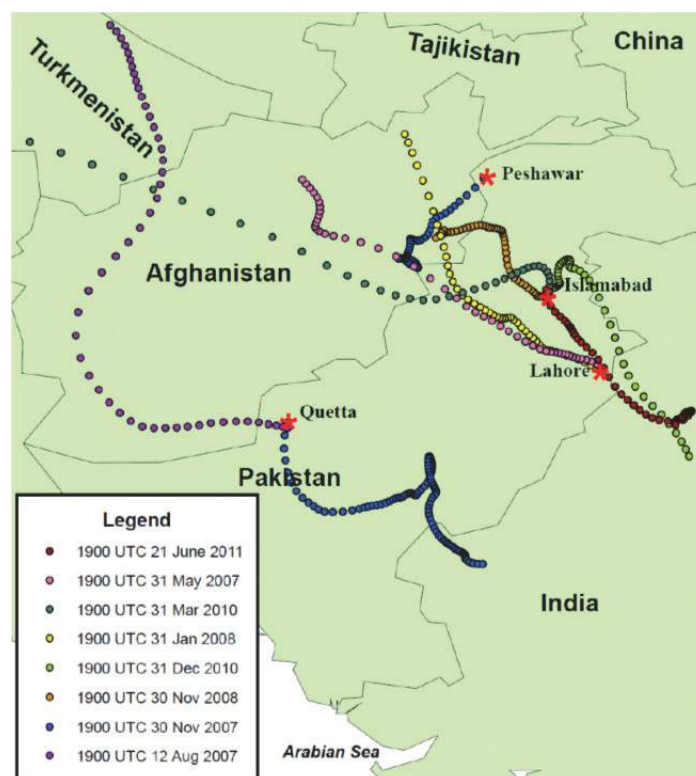 Tajikistan
China
Turkmenistan
Peshawar
Afghanistan
Islamabad
Lahore
Quetta
Pakistan
Legend
1900 UTC 21 June 2011
1900 UTC 31 May 2007
1900 UTC 31 Mar 2010
1900 UTC 31 Jan 2008
1900 UTC 31 Dec 2010
1900 UTC 30 Nov 2008
1900 UTC 30 Nov 2007
1900 UTC 12 Aug 2007
India
Arabian Sea